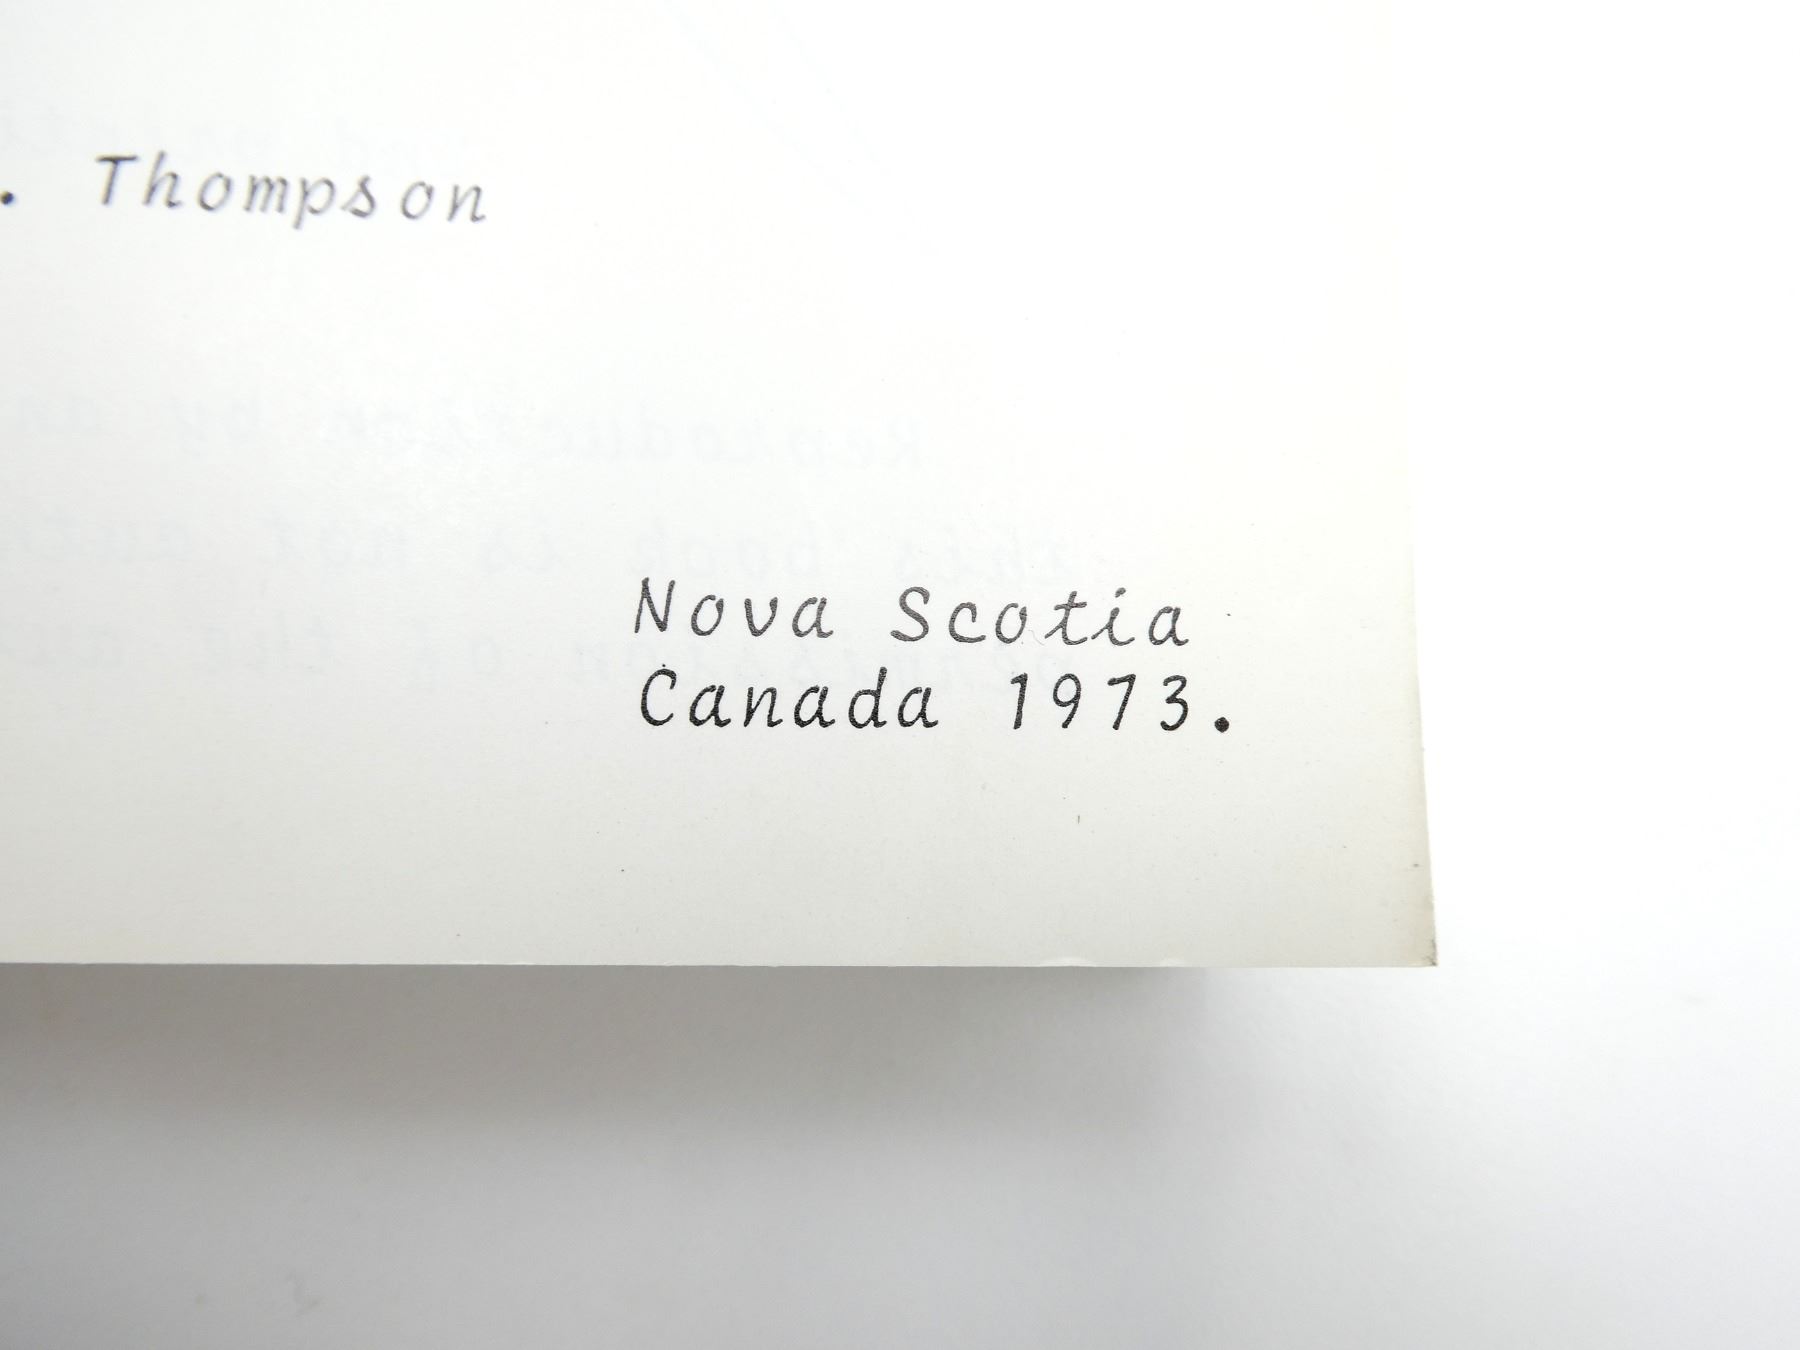 . Thompson
Nova Scotia
Canada 1973.